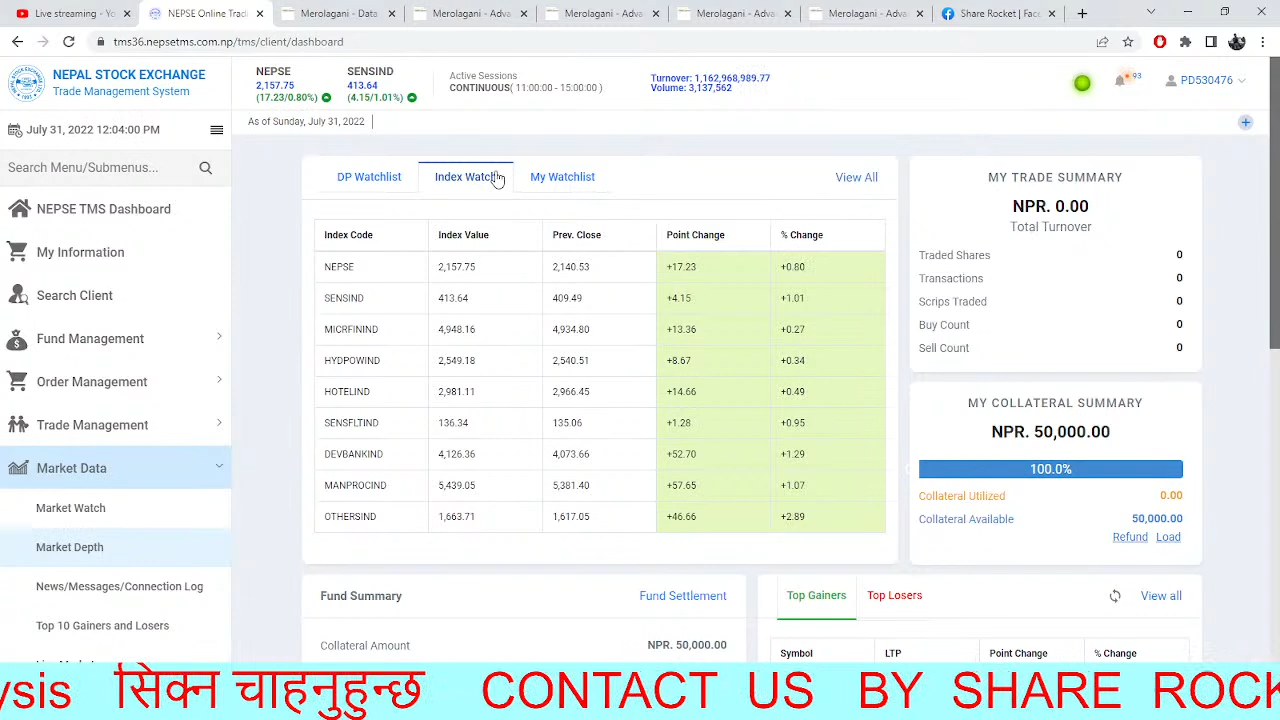 Live streaming - Yo
NEPSE Online Tradi
Merolagani - Data
Merolagani - Adva
Merolagani - Adva
Merolagani - Adva
Merolagani - Adva
Share Rocket | Face
tms36.nepsetms.com.np/tms/client/dashboard
NEPAL STOCK EXCHANGE
Trade Management System
NEPSE
2,157.75
(17.23/0.80%)
SENSIND
413.64
(4.15/1.01%)
Active Sessions
CONTINUOUS( 11:00:00 - 15:00:00 )
Turnover: 1,162,968,989.77
Volume: 3,137,562
93
PD530476
July 31, 2022 12:04:00 PM
As of Sunday, July 31, 2022
Search Menu/Submenus...
NEPSE TMS Dashboard
My Information
Search Client
Fund Management
Order Management
Trade Management
Market Data
Market Watch
Market Depth
News/Messages/Connection Log
Top 10 Gainers and Losers
DP Watchlist
Index Watch
My Watchlist
View All
Index Code Index Value Prev. Close Point Change % Change
NEPSE 2,157.75 2,140.53 +17.23 +0.80
SENSIND 413.64 409.49 +4.15 +1.01
MICRFININD 4,948.16 4,934.80 +13.36 +0.27
HYDPOWIND 2,549.18 2,540.51 +8.67 +0.34
HOTELIND 2,981.11 2,966.45 +14.66 +0.49
SENSFLTIND 136.34 135.06 +1.28 +0.95
DEVBANKIND 4,126.36 4,073.66 +52.70 +1.29
MANPROCIND 5,439.05 5,381.40 +57.65 +1.07
OTHERSIND 1,663.71 1,617.05 +46.66 +2.89
MY TRADE SUMMARY
NPR. 0.00
Total Turnover
Traded Shares 0
Transactions 0
Scrips Traded 0
Buy Count 0
Sell Count 0
MY COLLATERAL SUMMARY
NPR. 50,000.00
100.0%
Collateral Utilized 0.00
Collateral Available 50,000.00
Refund Load
Fund Summary
Fund Settlement
Collateral Amount NPR. 50,000.00
Top Gainers
Top Losers
View all
Symbol LTP Point Change % Change
ysis सिक्न चाहनुहुन्छ CONTACT US BY SHARE ROCK